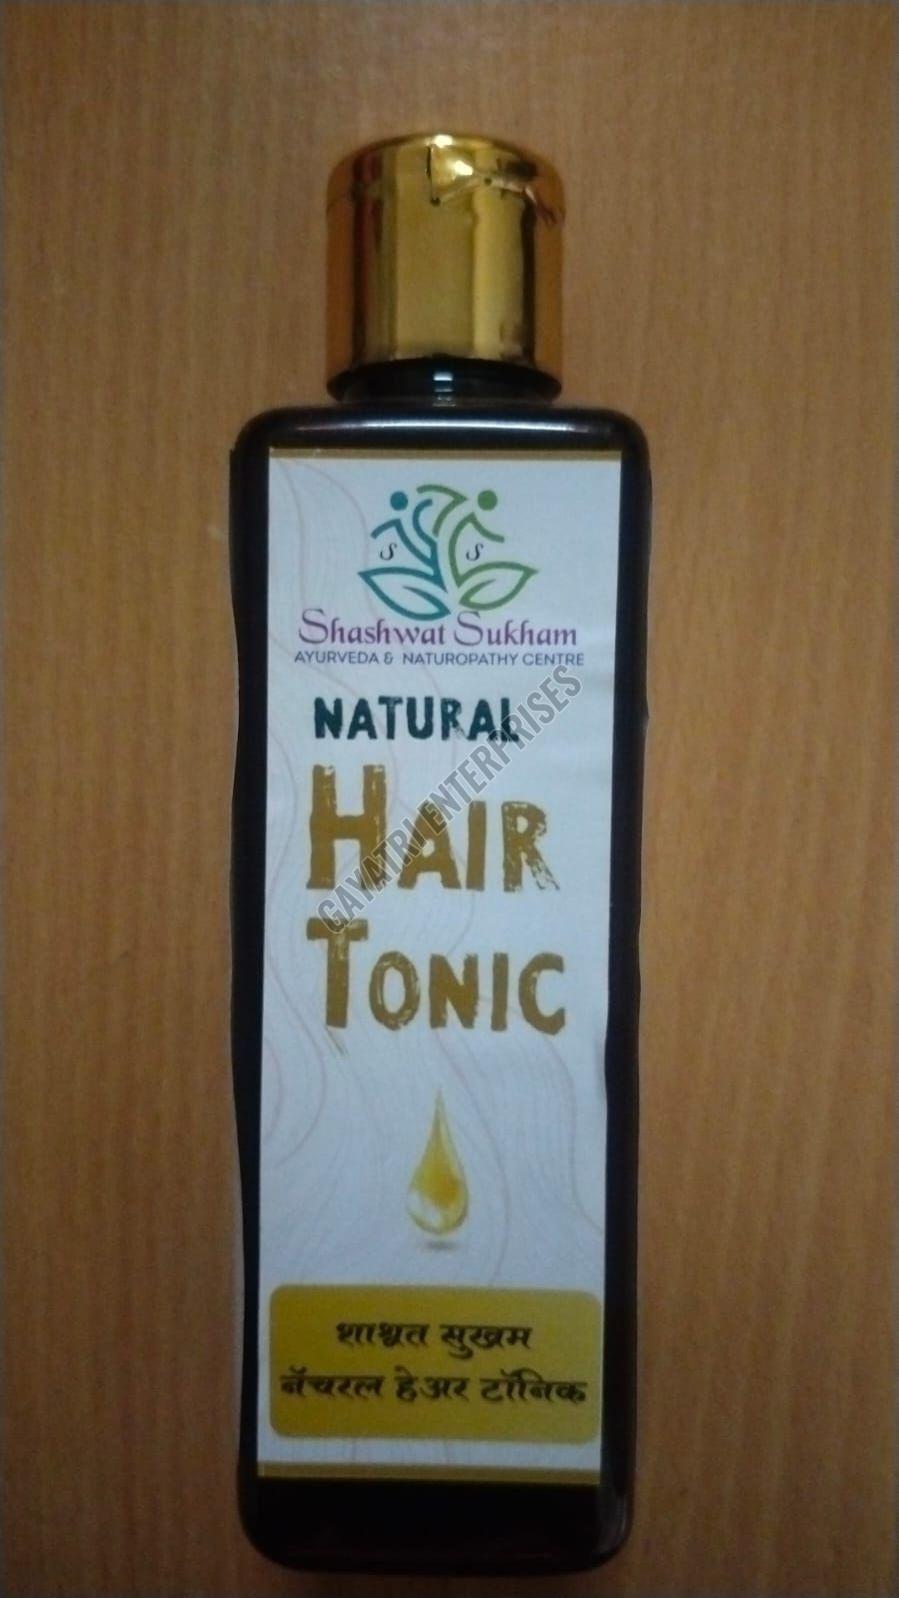 S S
Shashwat Sukham
AYURVEDA & NATUROPATHY CENTRE
NATURAL
HAIR
TONIC
GAYATRI ENTERPRISES
शाश्वत सुखम
नॅचरल हेअर टॉनिक